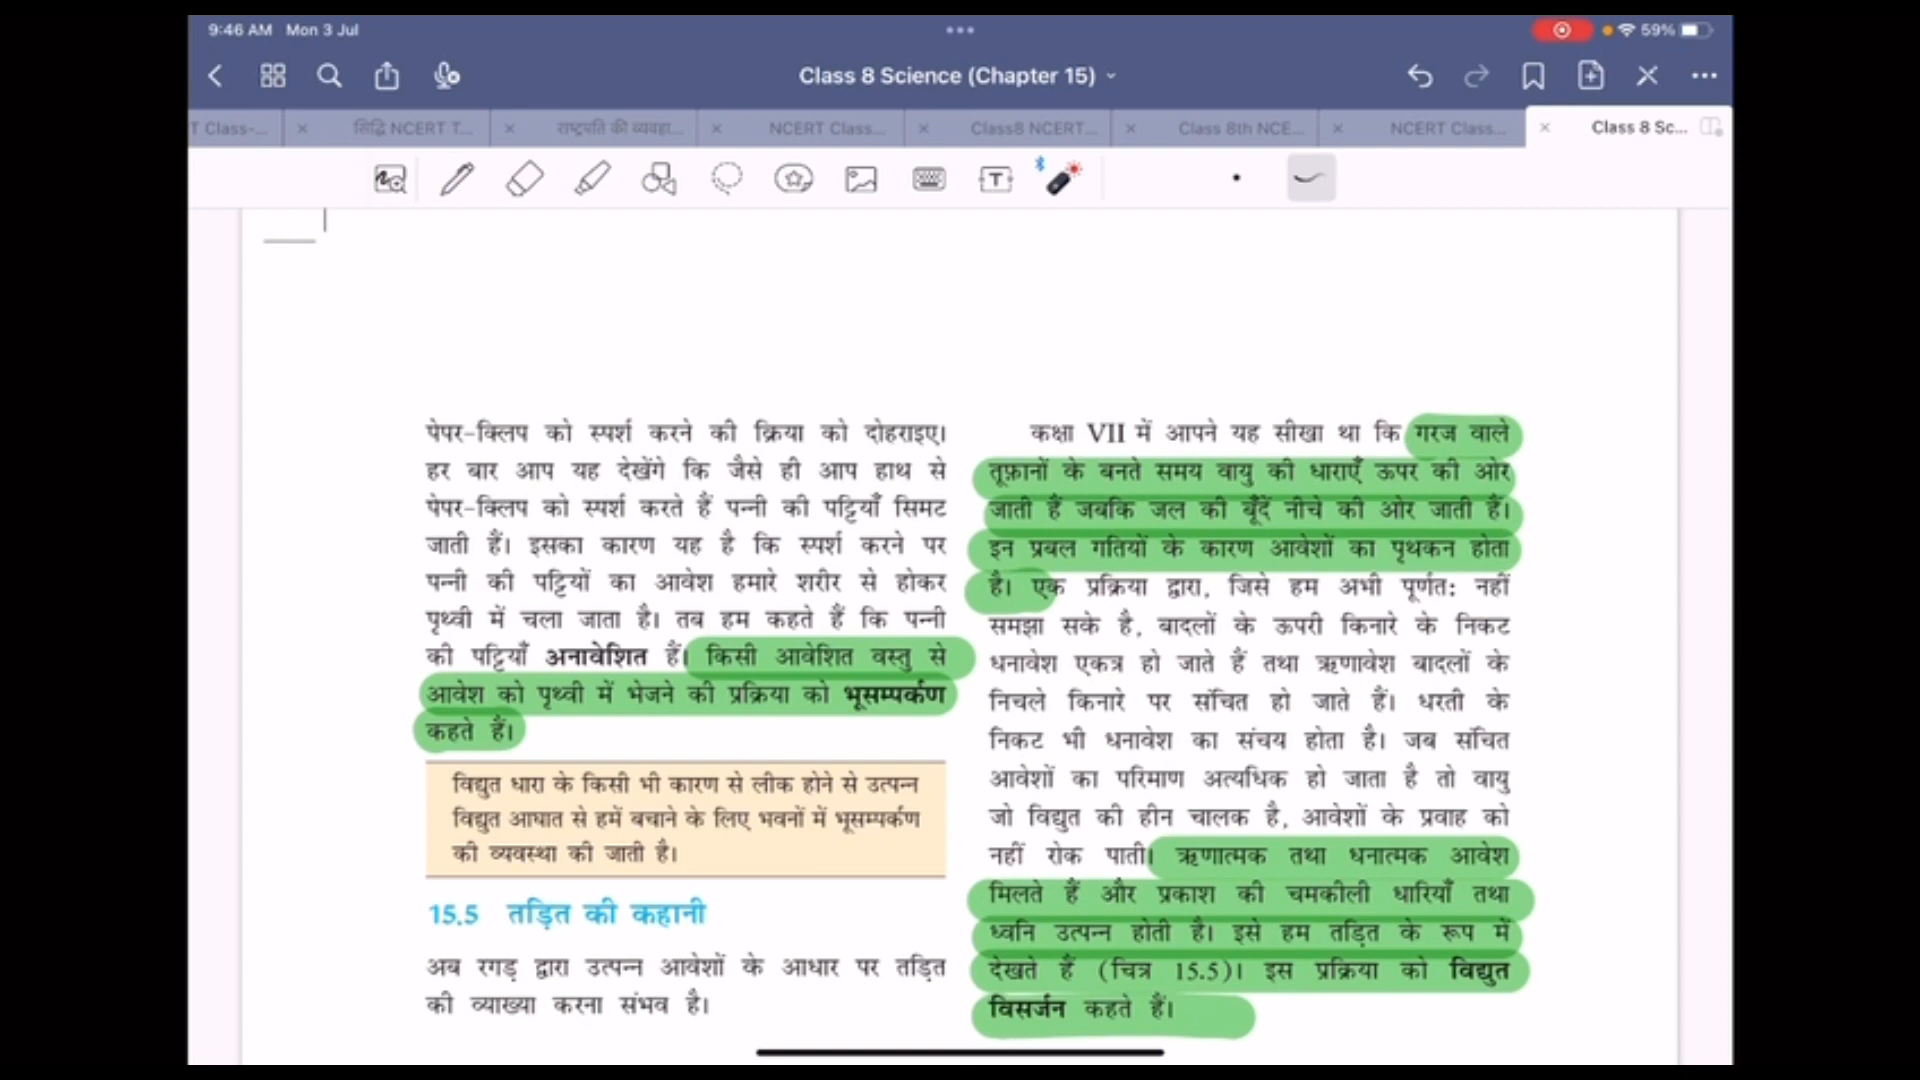 9:46 AM Mon 3 Jul
59%
Class 8 Science (Chapter 15)
T Class-...
सिद्धि NCERT T...
राष्ट्रपति की व्यवहा...
NCERT Class...
Class8 NCERT...
Class 8th NCE...
NCERT Class...
Class 8 Sc...
पेपर-क्लिप को स्पर्श करने की क्रिया को दोहराइए।
हर बार आप यह देखेंगे कि जैसे ही आप हाथ से
पेपर-क्लिप को स्पर्श करते हैं पन्नी की पट्टियाँ सिमट
जाती हैं। इसका कारण यह है कि स्पर्श करने पर
पन्नी की पट्टियों का आवेश हमारे शरीर से होकर
पृथ्वी में चला जाता है। तब हम कहते हैं कि पन्नी
की पट्टियाँ अनावेशित हैं। किसी आवेशित वस्तु से
आवेश को पृथ्वी में भेजने की प्रक्रिया को भूसम्पर्कण
कहते हैं।
विद्युत धारा के किसी भी कारण से लीक होने से उत्पन्न
विद्युत आघात से हमें बचाने के लिए भवनों में भूसम्पर्कण
की व्यवस्था की जाती है।
15.5 तड़ित की कहानी
अब रगड़ द्वारा उत्पन्न आवेशों के आधार पर तड़ित
की व्याख्या करना संभव है।
कक्षा VII में आपने यह सीखा था कि गरज वाले
तूफ़ानों के बनते समय वायु की धाराएँ ऊपर की ओर
जाती हैं जबकि जल की बूँदें नीचे की ओर जाती हैं।
इन प्रबल गतियों के कारण आवेशों का पृथकन होता
है। एक प्रक्रिया द्वारा, जिसे हम अभी पूर्णत: नहीं
समझा सके है, बादलों के ऊपरी किनारे के निकट
धनावेश एकत्र हो जाते हैं तथा ऋणावेश बादलों के
निचले किनारे पर संचित हो जाते हैं। धरती के
निकट भी धनावेश का संचय होता है। जब संचित
आवेशों का परिमाण अत्यधिक हो जाता है तो वायु
जो विद्युत की हीन चालक है, आवेशों के प्रवाह को
नहीं रोक पाती। ऋणात्मक तथा धनात्मक आवेश
मिलते हैं और प्रकाश की चमकीली धारियाँ तथा
ध्वनि उत्पन्न होती है। इसे हम तड़ित के रूप में
देखते हैं (चित्र 15.5)। इस प्रक्रिया को विद्युत
विसर्जन कहते हैं।